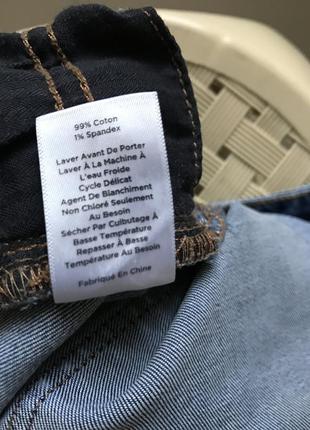 99% Coton
1% Spandex
Laver Avant De Porter
Laver À La Machine À
L'eau Froide
Cycle Délicat
Agent De Blanchiment
Non Chloré Seulement
Au Besoin
Sécher Par Culbutage À
Basse Température
Repasser À Basse
Température Au Besoin
Fabriqué En Chine